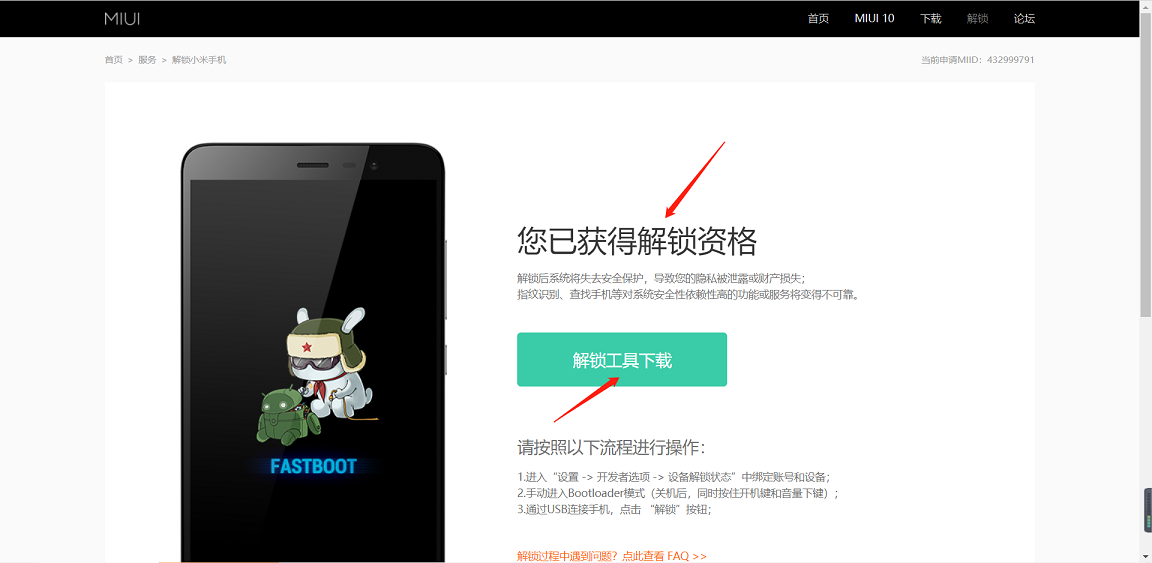 MIUI
首页 MIUI 10 下载 解锁 论坛
首页 > 服务 > 解锁小米手机
当前申请MIID：432999791
您已获得解锁资格
解锁后系统将失去安全保护，导致您的隐私被泄露或财产损失；
指纹识别、查找手机等对系统安全性依赖性高的功能或服务将变得不可靠。
解锁工具下载
FASTBOOT
请按照以下流程进行操作：
1.进入“设置 -> 开发者选项 -> 设备解锁状态”中绑定账号和设备；
2.手动进入Bootloader模式（关机后，同时按住开机键和音量下键）；
3.通过USB连接手机，点击 “解锁”按钮；
解锁过程中遇到问题？点此查看 FAQ >>